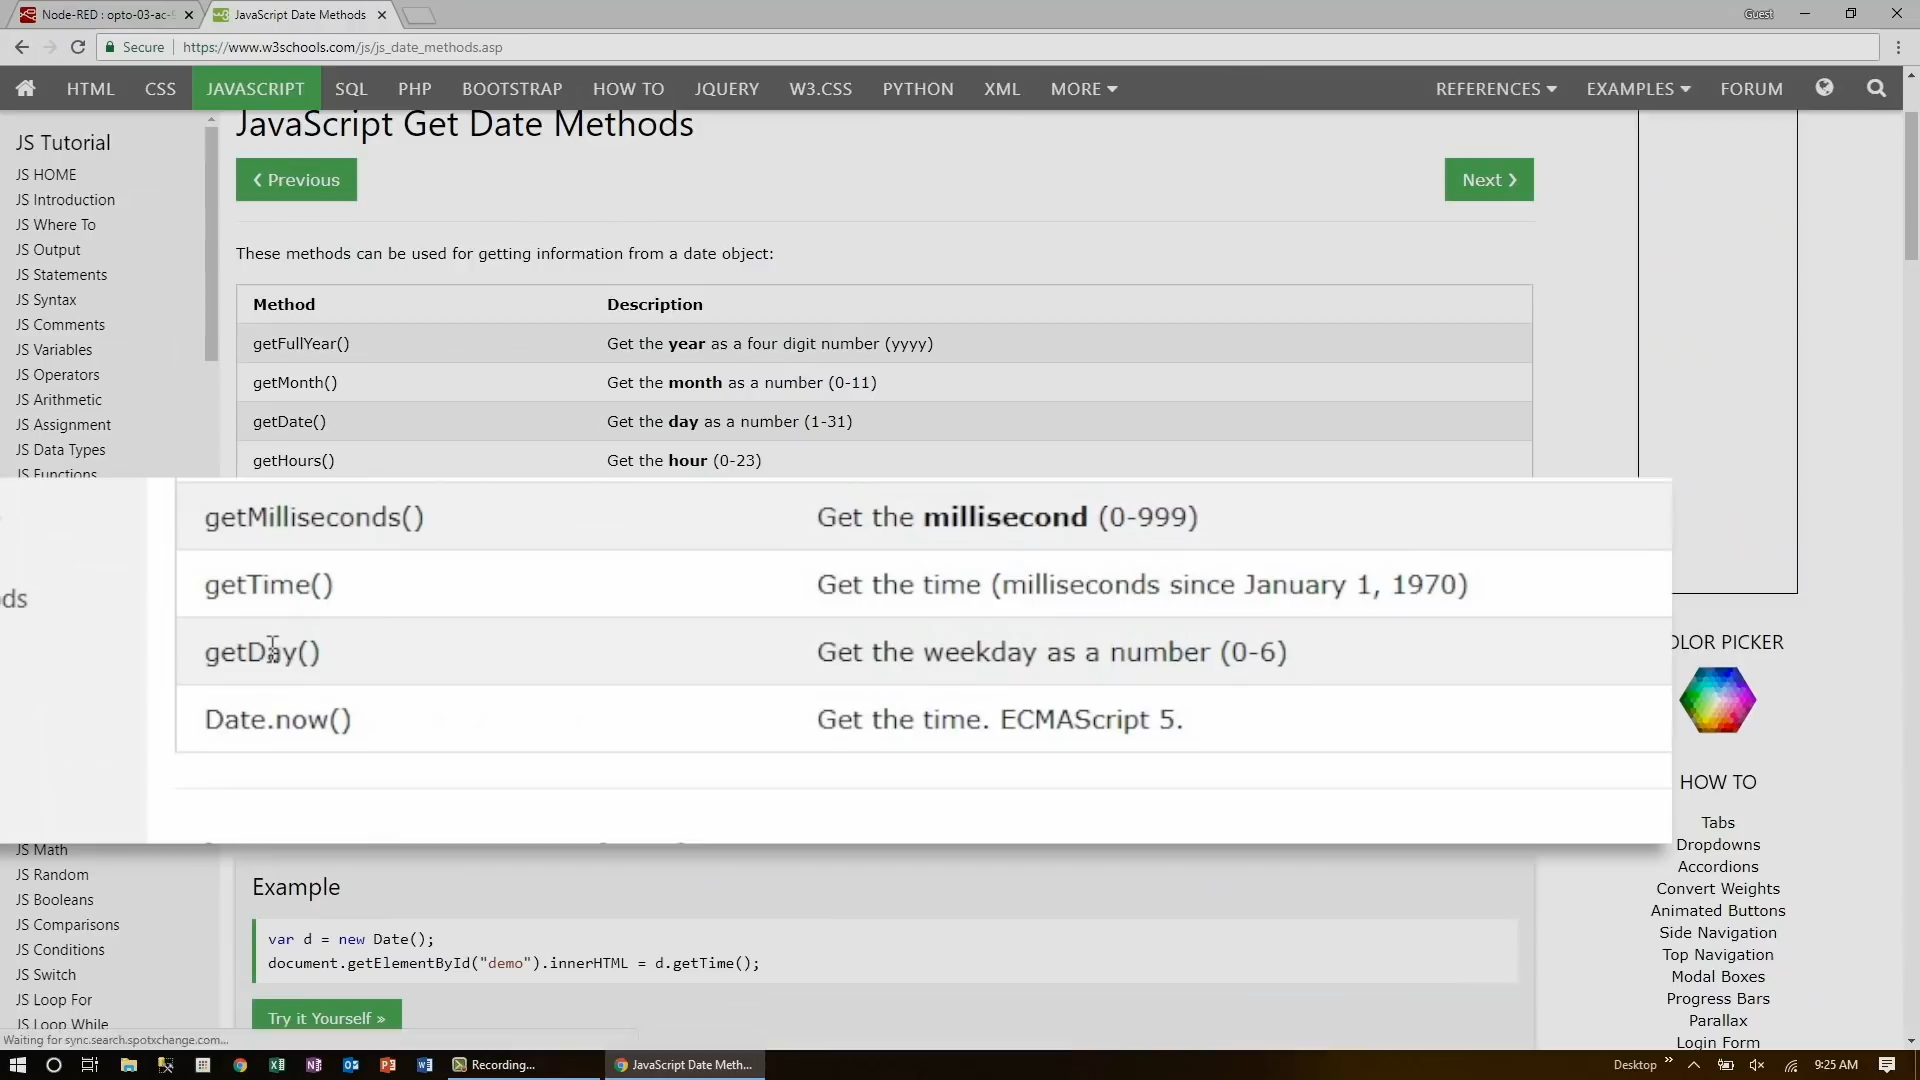 Node-RED : opto-03-ac-
JavaScript Date Methods
Guest
Secure
https://www.w3schools.com/js/js_date_methods.asp
HTML CSS JAVASCRIPT SQL PHP BOOTSTRAP HOW TO JQUERY W3.CSS PYTHON XML MORE REFERENCES EXAMPLES FORUM
JS Tutorial
JS HOME
JS Introduction
JS Where To
JS Output
JS Statements
JS Syntax
JS Comments
JS Variables
JS Operators
JS Arithmetic
JS Assignment
JS Data Types
JS Functions
JavaScript Get Date Methods
❮ Previous
Next ❯
These methods can be used for getting information from a date object:
Method Description
getFullYear() Get the year as a four digit number (yyyy)
getMonth() Get the month as a number (0-11)
getDate() Get the day as a number (1-31)
getHours() Get the hour (0-23)
getMilliseconds() Get the millisecond (0-999)
getTime() Get the time (milliseconds since January 1, 1970)
getDay() Get the weekday as a number (0-6)
Date.now() Get the time. ECMAScript 5.
ds
JS Math
JS Random
JS Booleans
JS Comparisons
JS Conditions
JS Switch
JS Loop For
JS Loop While
Example
var d = new Date();
document.getElementById("demo").innerHTML = d.getTime();
Try it Yourself »
OLOR PICKER
HOW TO
Tabs
Dropdowns
Accordions
Convert Weights
Animated Buttons
Side Navigation
Top Navigation
Modal Boxes
Progress Bars
Parallax
Login Form
Waiting for sync.search.spotxchange.com...
Recording...
JavaScript Date Meth...
Desktop
9:25 AM